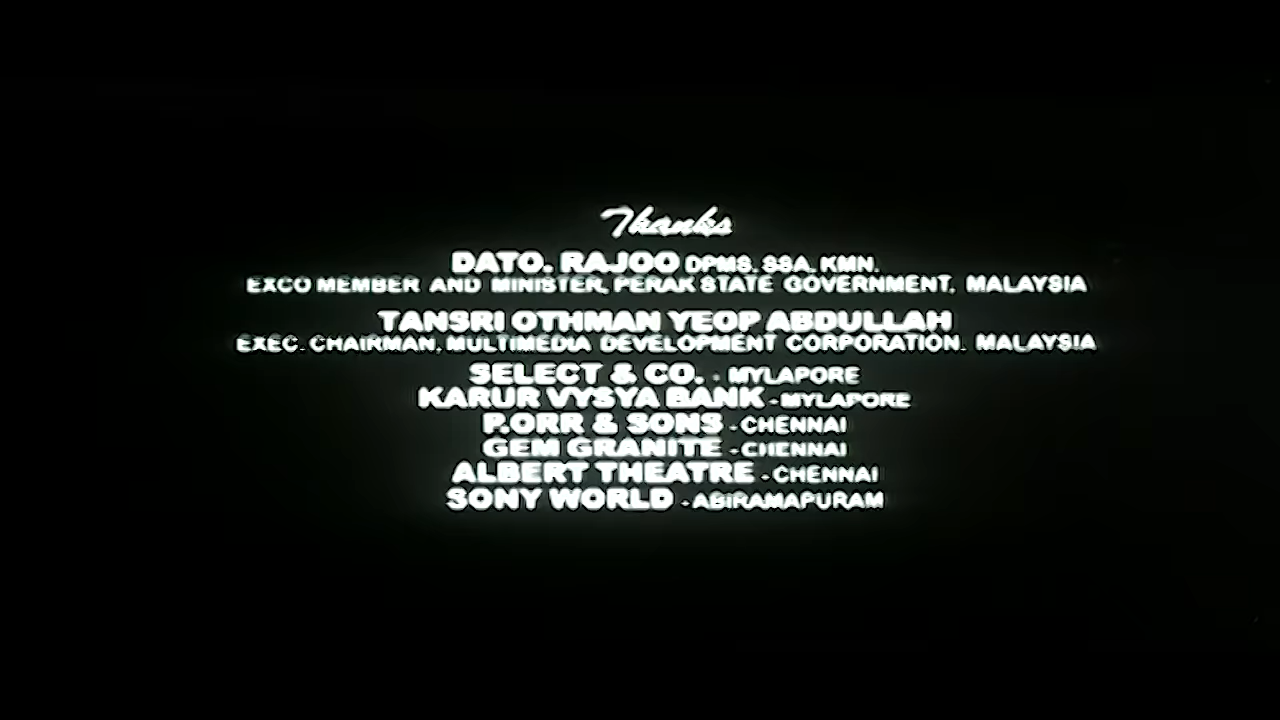 Thanks
DATO. RAJOO DPMS. SSA. KMN.
EXCO MEMBER AND MINISTER, PERAK STATE GOVERNMENT, MALAYSIA
TANSRI OTHMAN YEOP ABDULLAH
EXEC. CHAIRMAN, MULTIMEDIA DEVELOPMENT CORPORATION. MALAYSIA
SELECT & CO. - MYLAPORE
KARUR VYSYA BANK - MYLAPORE
P.ORR & SONS - CHENNAI
GEM GRANITE - CHENNAI
ALBERT THEATRE - CHENNAI
SONY WORLD - ABIRAMAPURAM